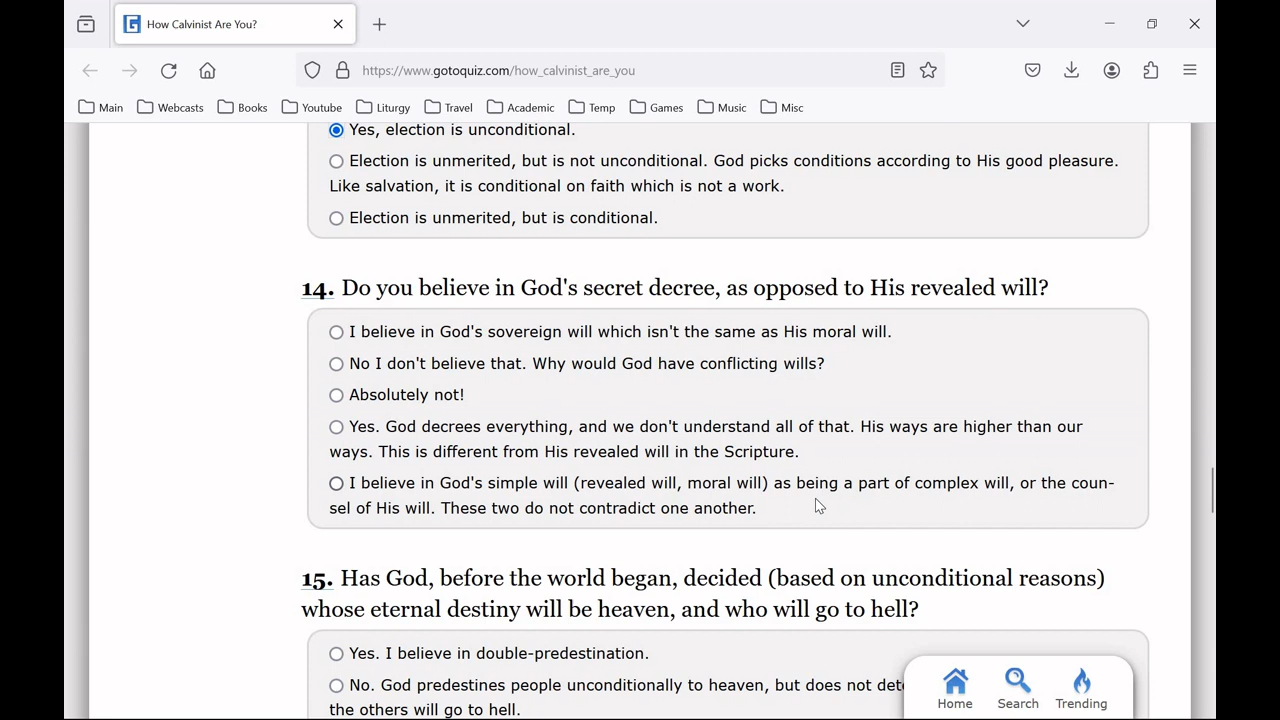 How Calvinist Are You?
https://www.gotoquiz.com/how_calvinist_are_you
Main Webcasts Books Youtube Liturgy Travel Academic Temp Games Music Misc
Yes, election is unconditional.
Election is unmerited, but is not unconditional. God picks conditions according to His good pleasure.
Like salvation, it is conditional on faith which is not a work.
Election is unmerited, but is conditional.
14. Do you believe in God's secret decree, as opposed to His revealed will?
I believe in God's sovereign will which isn't the same as His moral will.
No I don't believe that. Why would God have conflicting wills?
Absolutely not!
Yes. God decrees everything, and we don't understand all of that. His ways are higher than our
ways. This is different from His revealed will in the Scripture.
I believe in God's simple will (revealed will, moral will) as being a part of complex will, or the coun-
sel of His will. These two do not contradict one another.
15. Has God, before the world began, decided (based on unconditional reasons)
whose eternal destiny will be heaven, and who will go to hell?
Yes. I believe in double-predestination.
No. God predestines people unconditionally to heaven, but does not
the others will go to hell.
Home Search Trending